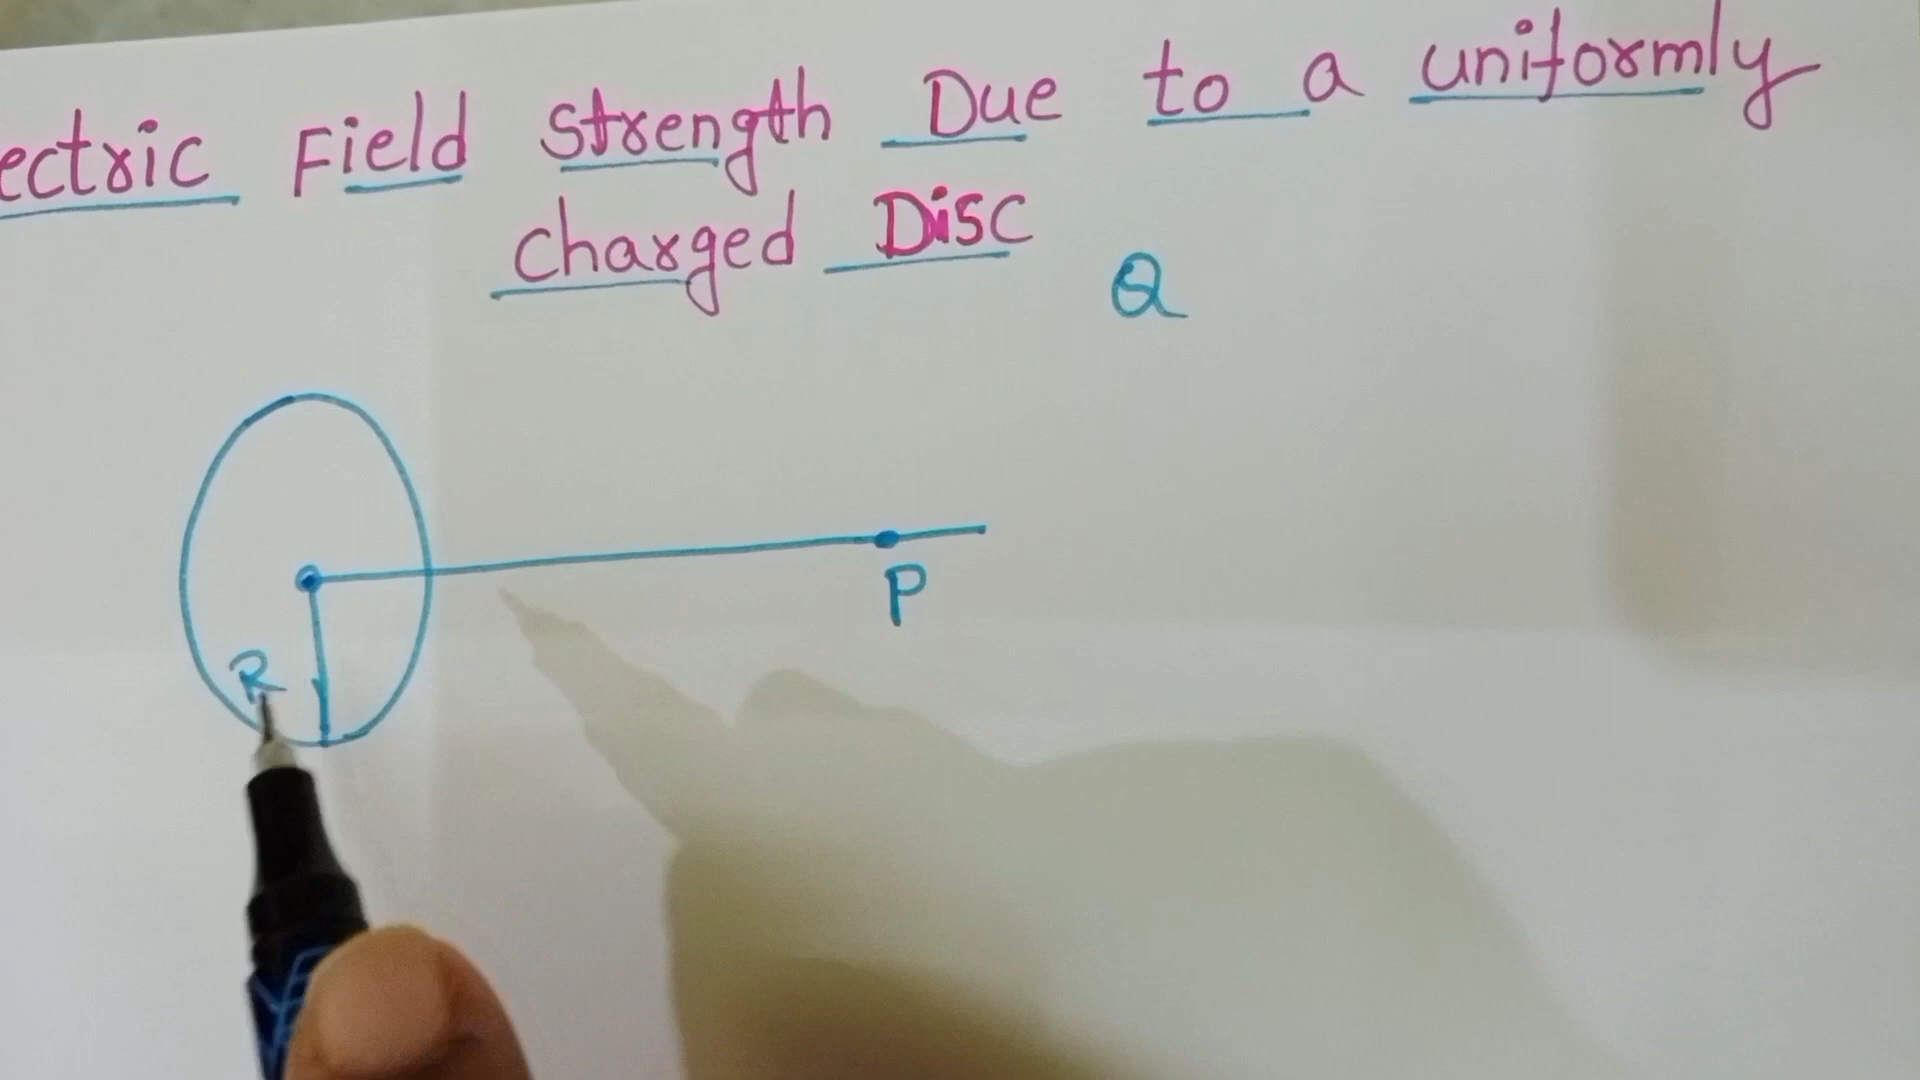 ectric Field Strength Due to a uniformly
charged Disc
Q
P
R